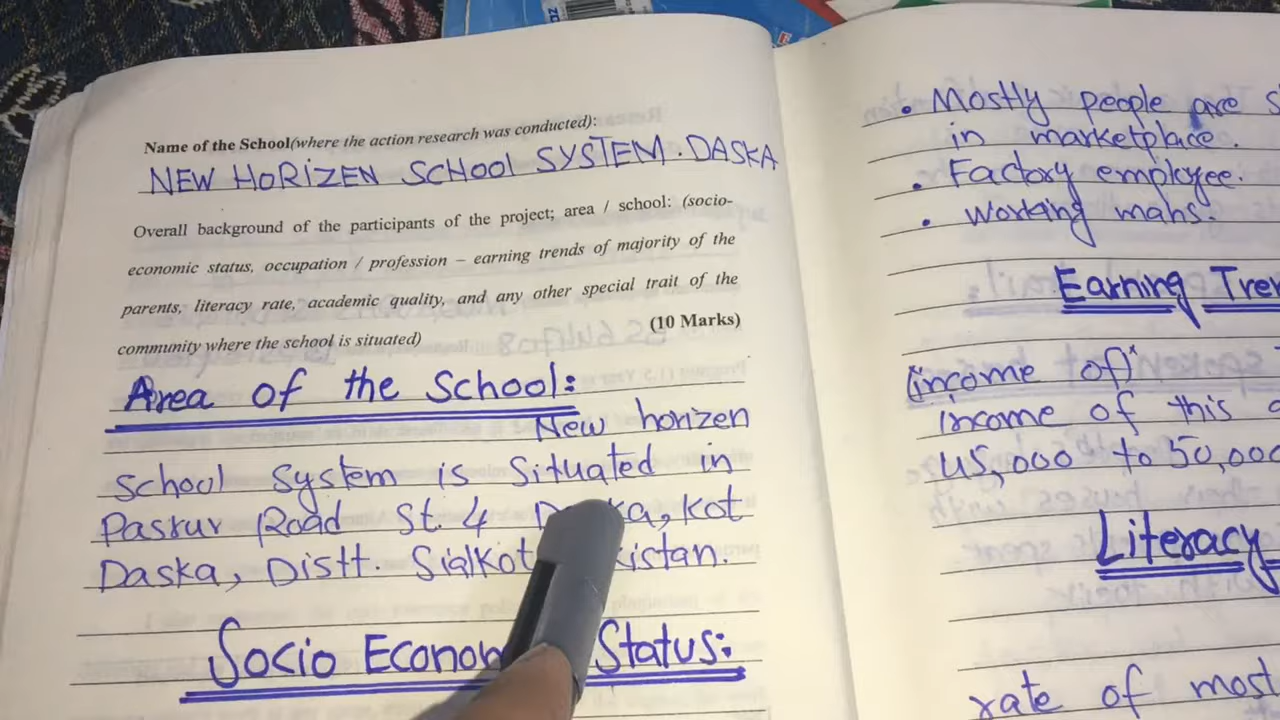 Name of the School(where the action research was conducted):
NEW HORIZEN SCHOOL SYSTEM. DASKA
Overall background of the participants of the project; area / school: (socio-
economic status, occupation / profession – earning trends of majority of the
parents, literacy rate, academic quality, and any other special trait of the
community where the school is situated)
(10 Marks)
Area of the School:
New horizen
School System is Situated in
Pasrur Road St. 4 Kot
Daska, Distt. Sialkot
Socio Status:
• Mostly people are
in marketplace.
• Factory employee.
• Working mahs.
Earning
(income of)
income of this
45,000 to 50,000
Literacy
rate of most